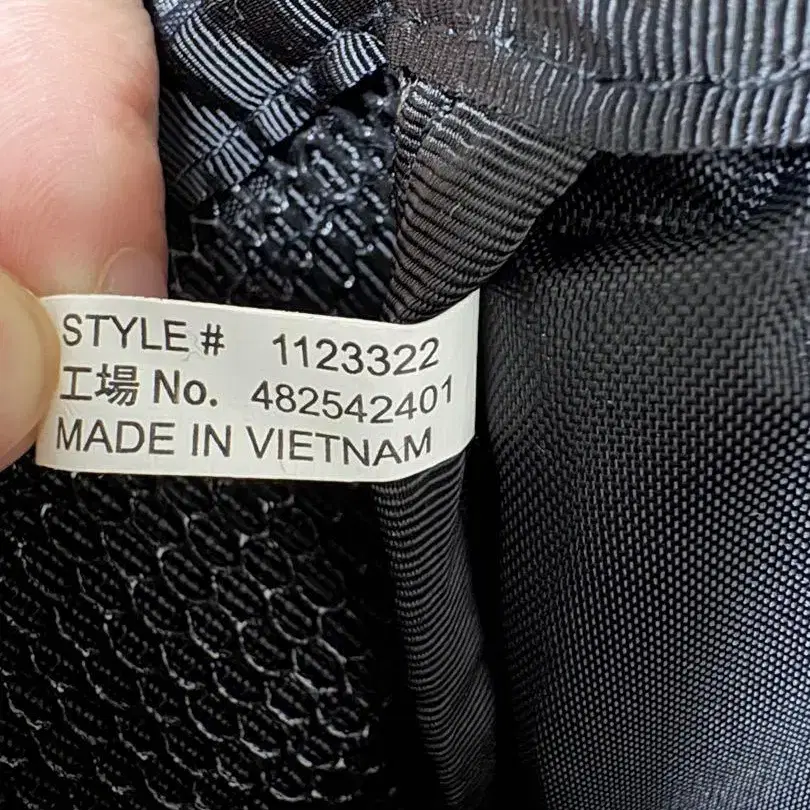 STYLE # 1123322
工場 No. 482542401
MADE IN VIETNAM